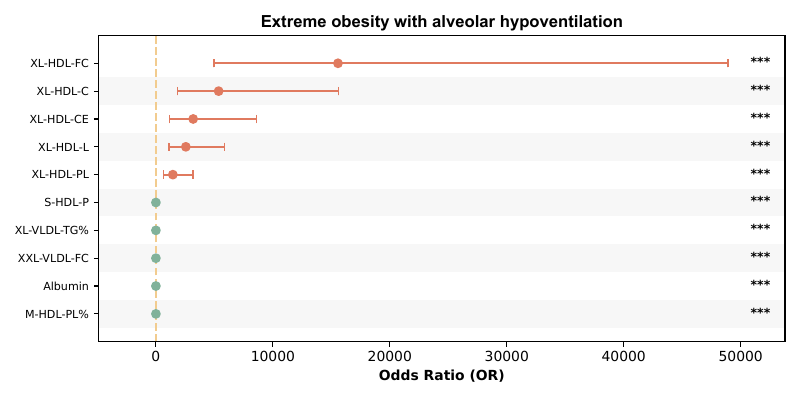 Extreme obesity with alveolar hypoventilation
XL-HDL-FC ***
XL-HDL-C ***
XL-HDL-CE ***
XL-HDL-L ***
XL-HDL-PL ***
S-HDL-P ***
XL-VLDL-TG% ***
XXL-VLDL-FC ***
Albumin ***
M-HDL-PL% ***
0 10000 20000 30000 40000 50000
Odds Ratio (OR)